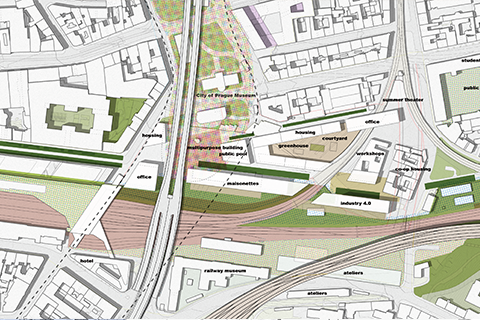 student
public
City of Prague Museum
summer theater
office
housing
housing
courtyard
multipurpose building
greenhouse
public pool
workshops
co-op housing
office
maisonettes
industry 4.0
hotel
railway museum
ateliers
ateliers